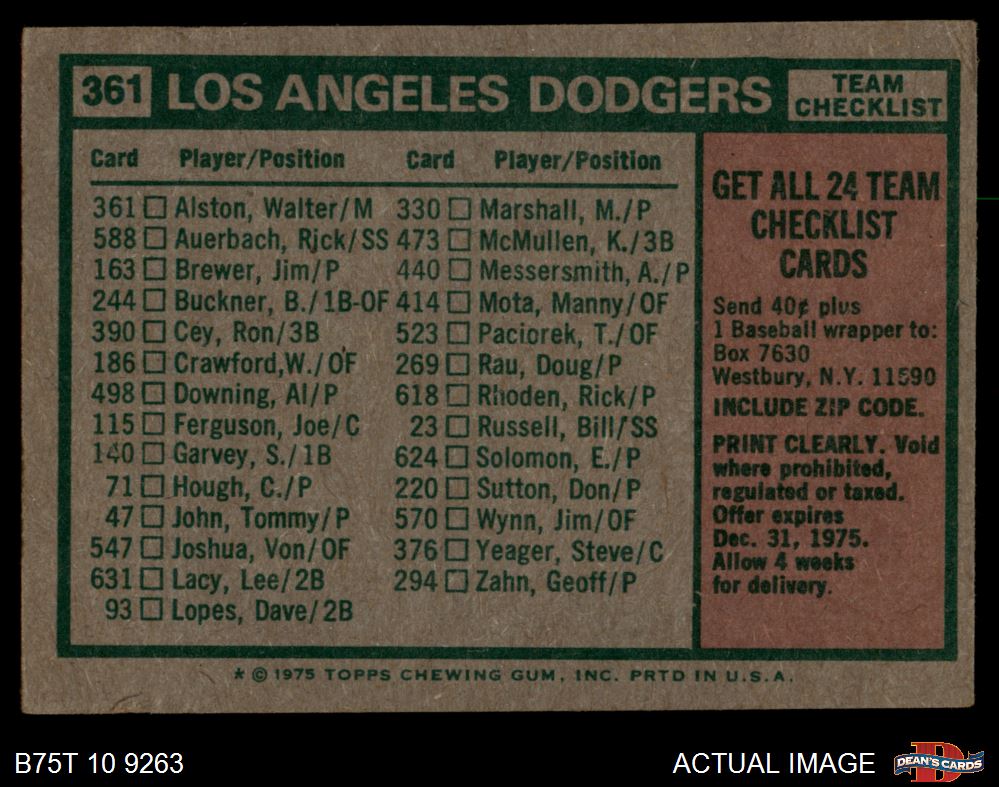 361 LOS ANGELES DODGERS TEAM CHECKLIST
Card Player/Position Card Player/Position
361 Alston, Walter/M 330 Marshall, M./P
588 Auerbach, Rick/SS 473 McMullen, K./3B
163 Brewer, Jim/P 440 Messersmith, A./P
244 Buckner, B./1B-OF 414 Mota, Manny/OF
390 Cey, Ron/3B 523 Paciorek, T./OF
186 Crawford,W./OF 269 Rau, Doug/P
498 Downing, Al/P 618 Rhoden, Rick/P
115 Ferguson, Joe/C 23 Russell, Bill/SS
140 Garvey, S./1B 624 Solomon, E./P
71 Hough, C./P 220 Sutton, Don/P
47 John, Tommy/P 570 Wynn, Jim/OF
547 Joshua, Von/OF 376 Yeager, Steve/C
631 Lacy, Lee/2B 294 Zahn, Geoff/P
93 Lopes, Dave/2B
GET ALL 24 TEAM
CHECKLIST
CARDS
Send 40¢ plus
1 Baseball wrapper to:
Box 7630
Westbury, N.Y. 11590
INCLUDE ZIP CODE.
PRINT CLEARLY. Void
where prohibited,
regulated or taxed.
Offer expires
Dec. 31, 1975.
Allow 4 weeks
for delivery.
* © 1975 TOPPS CHEWING GUM, INC. PRTD IN U.S.A.
B75T 10 9263 ACTUAL IMAGE DEAN'S CARDS